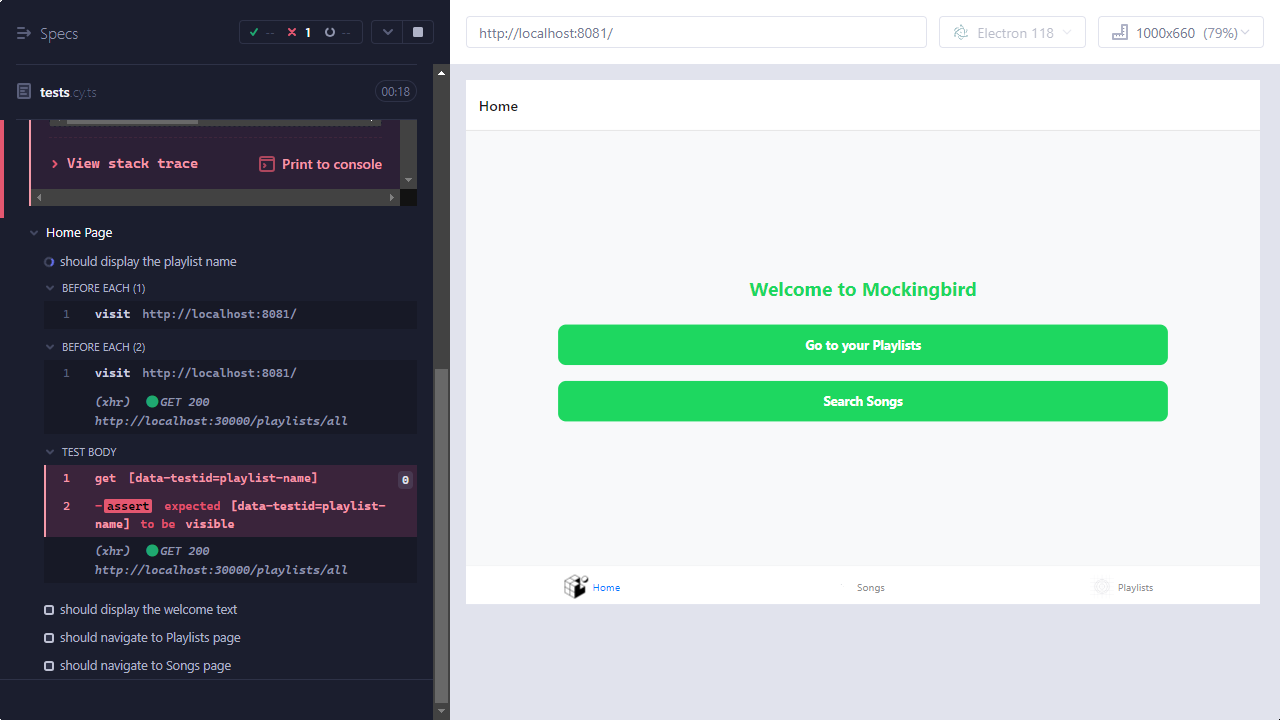 Specs
-- 1 --
tests.cy.ts
00:18
View stack trace
Print to console
Home Page
should display the playlist name
BEFORE EACH (1)
1 visit http://localhost:8081/
BEFORE EACH (2)
1 visit http://localhost:8081/
(xhr) GET 200
http://localhost:30000/playlists/all
TEST BODY
1 get [data-testid=playlist-name] 0
2 -assert expected [data-testid=playlist-
name] to be visible
(xhr) GET 200
http://localhost:30000/playlists/all
should display the welcome text
should navigate to Playlists page
should navigate to Songs page
http://localhost:8081/
Electron 118
1000x660 (79%)
Home
Welcome to Mockingbird
Go to your Playlists
Search Songs
Home
Songs
Playlists